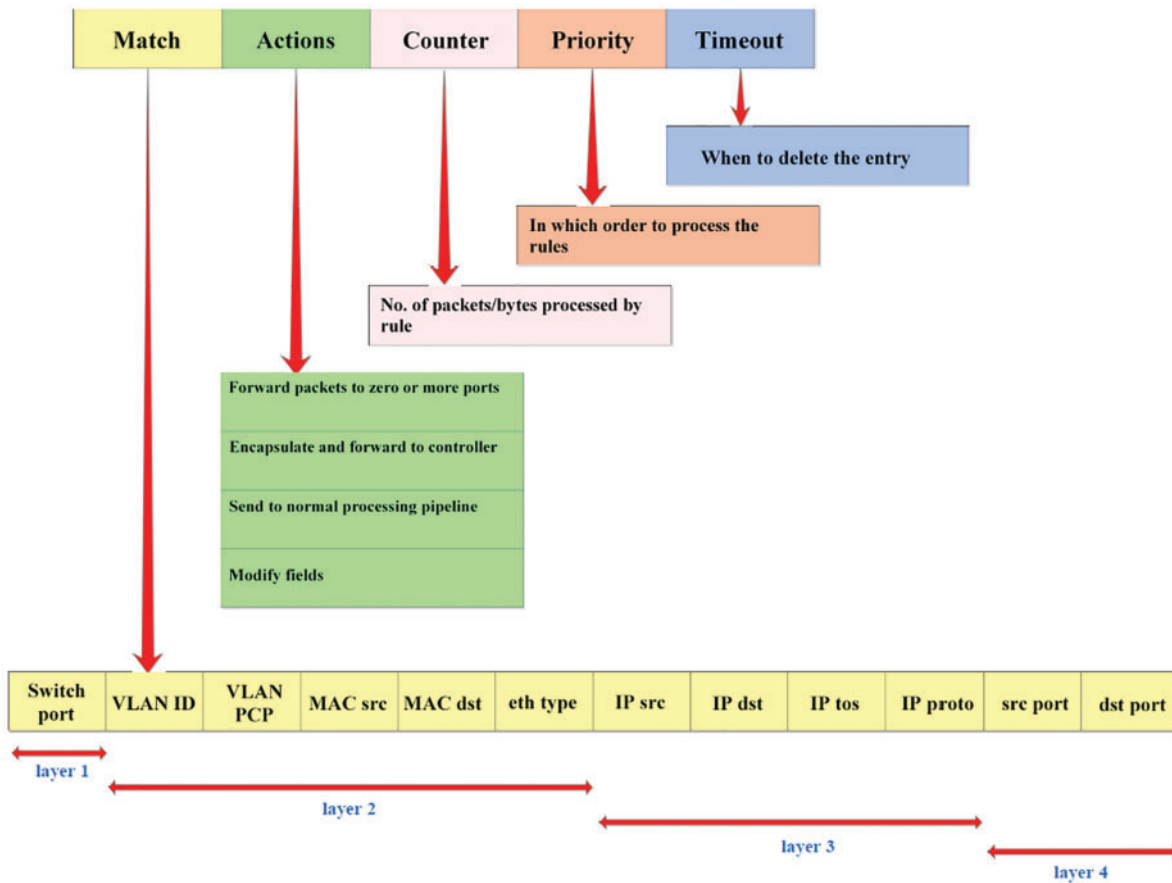 Match Actions Counter Priority Timeout
When to delete the entry
In which order to process the
rules
No. of packets/bytes processed by
rule
Forward packets to zero or more ports
Encapsulate and forward to controller
Send to normal processing pipeline
Modify fields
Switch
port
VLAN ID
VLAN
PCP
MAC src
MAC dst
eth type
IP src
IP dst
IP tos
IP proto
src port
dst port
layer 1
layer 2
layer 3
layer 4